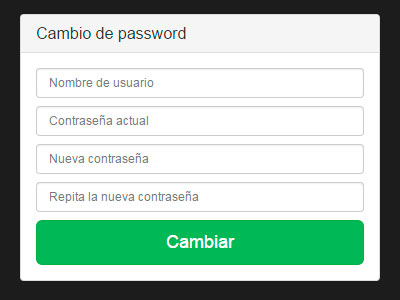 Cambio de password
Nombre de usuario
Contraseña actual
Nueva contraseña
Repita la nueva contraseña
Cambiar